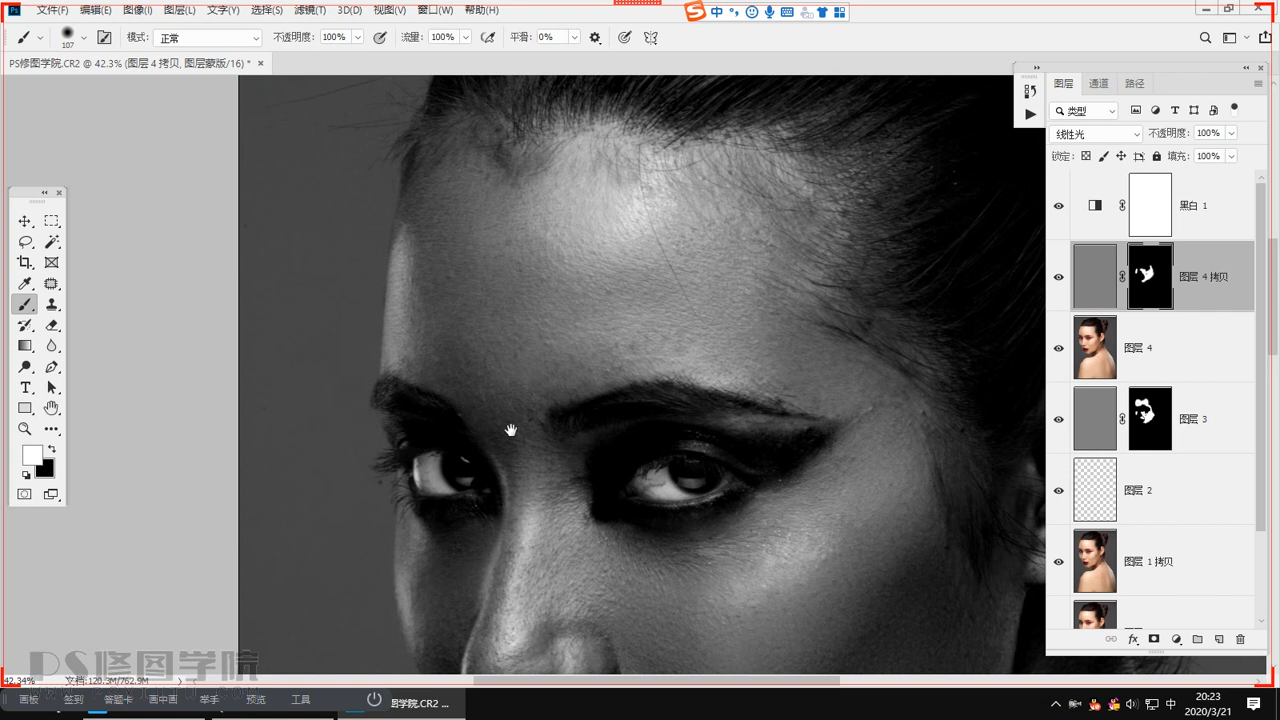 文件(F) 编辑(E) 图像(I) 图层(L) 文字(Y) 选择(S) 滤镜(T) 3D(D) 视图(V) 窗口(W) 帮助(H)
中
107 模式: 正常 不透明度: 100% 流量: 100% 平滑: 0%
PS修图学院.CR2 @ 42.3% (图层 4 拷贝, 图层蒙版/16) *
图层 通道 路径
类型
线性光 不透明度: 100%
锁定: 填充: 100%
黑白 1
图层 4 拷贝
图层 4
图层 3
图层 2
图层 1 拷贝
PS修图学院
42.34% 文档:120.3M/762.9M
画板 签到 答题卡 画中画 举手 预览 工具
学院.CR2 ...
中
20:23
2020/3/21